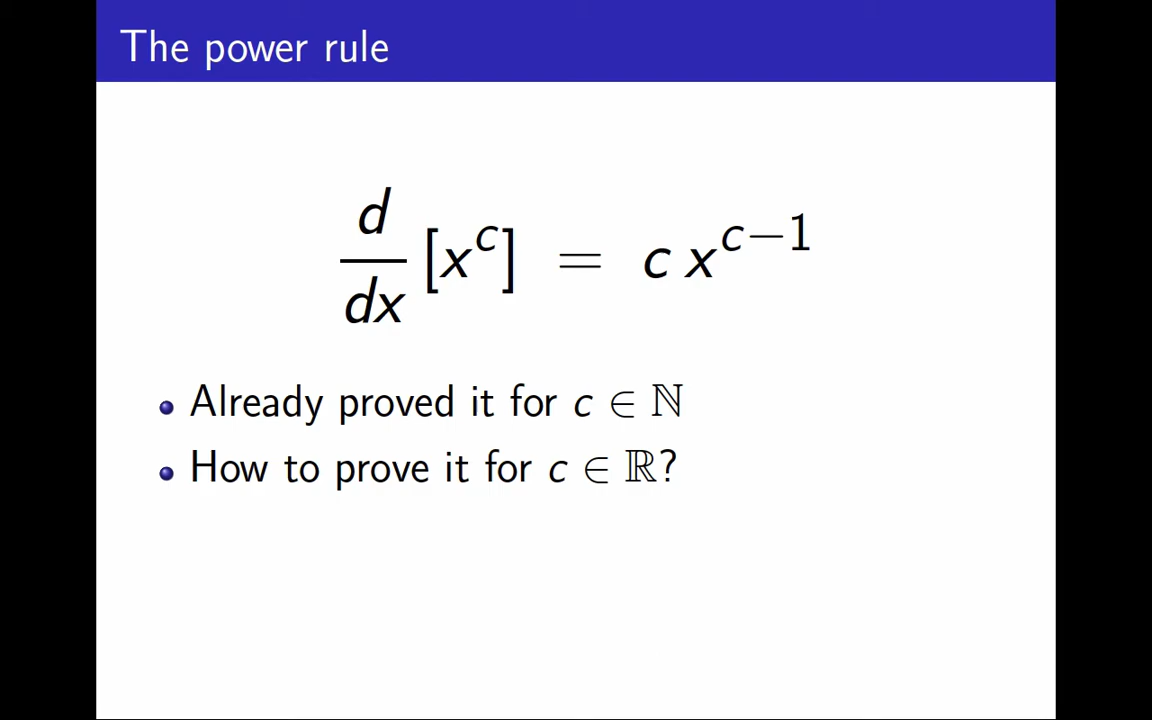 The power rule
d/dx [x^c] = c x^{c−1}
• Already proved it for c ∈ ℕ
• How to prove it for c ∈ ℝ?